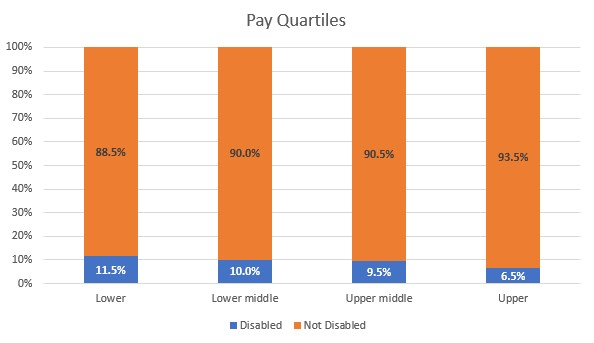 Pay Quartiles
100%
90%
80%
70%
60%
50%
40%
30%
20%
10%
0%
88.5% 90.0% 90.5% 93.5%
11.5% 10.0% 9.5% 6.5%
Lower Lower middle Upper middle Upper
Disabled Not Disabled